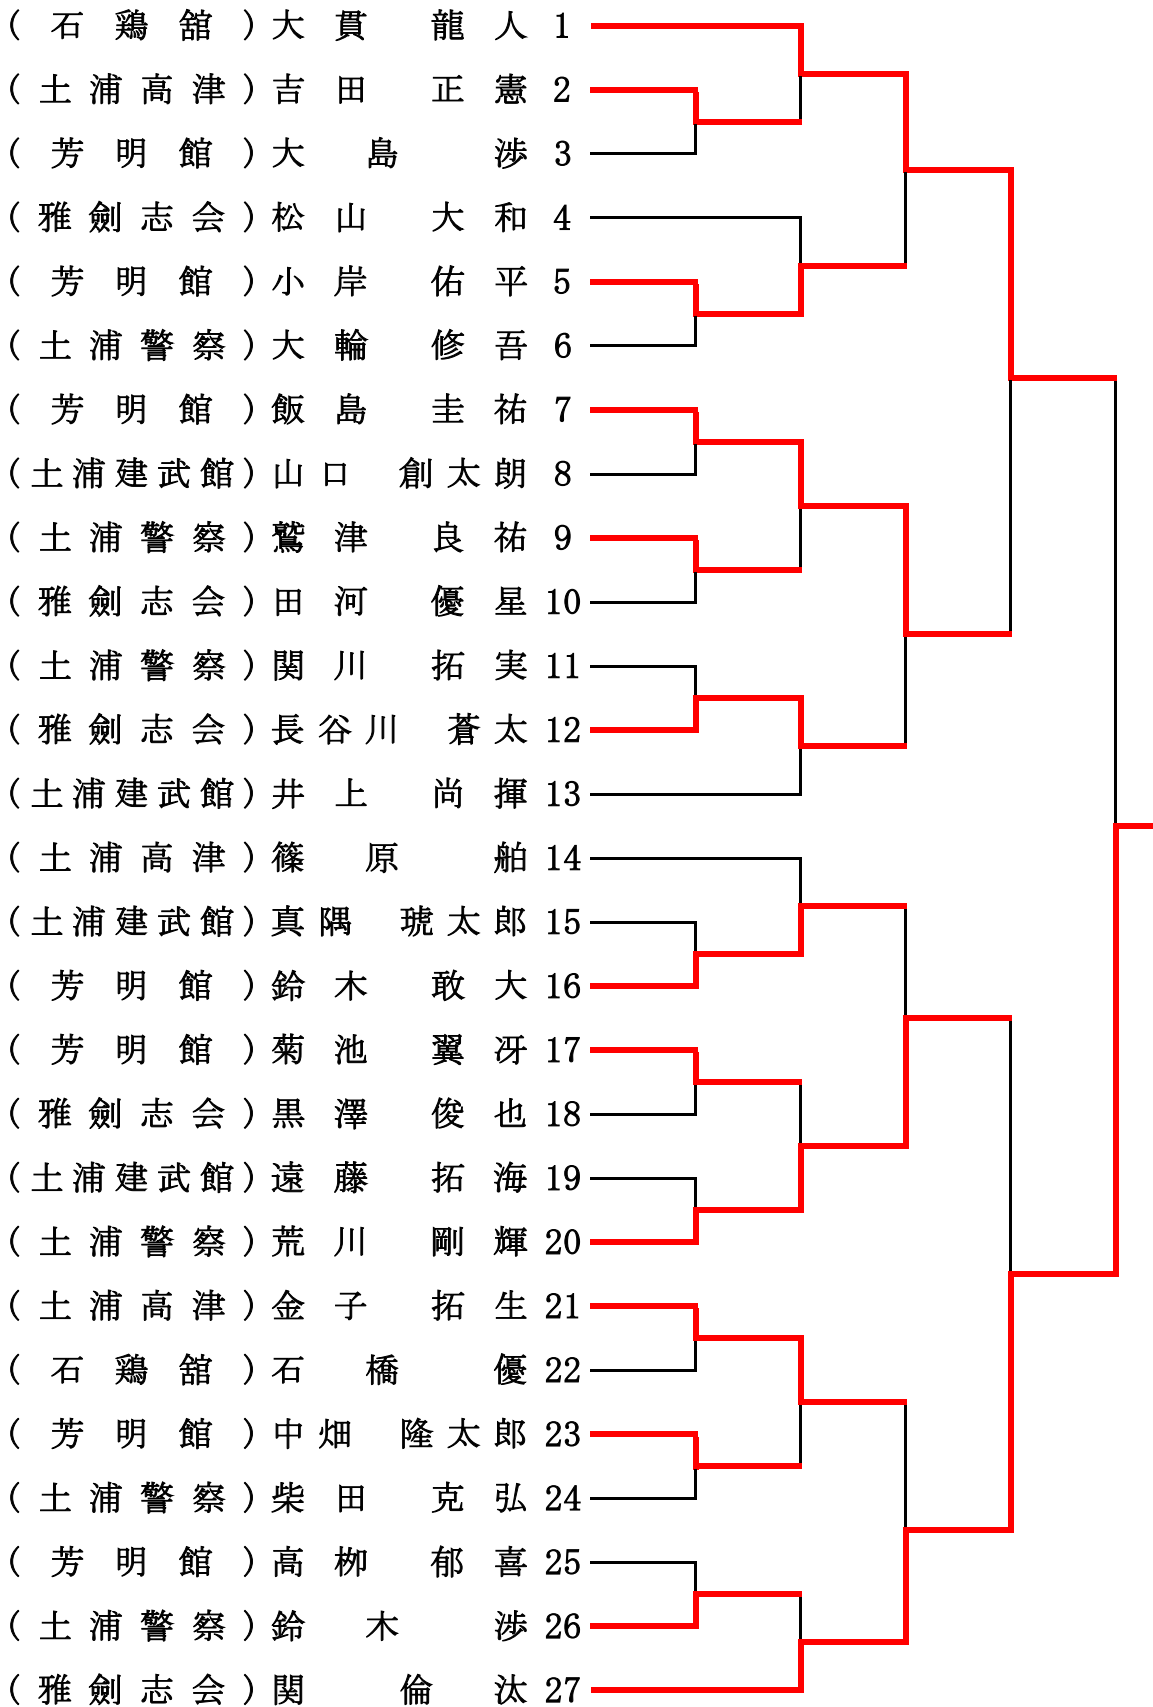 (石鶏舘)大貫 龍人 1
(土浦高津)吉田 正憲 2
(芳明館)大島 渉 3
(雅劍志会)松山 大和 4
(芳明館)小岸 佑平 5
(土浦警察)大輪 修吾 6
(芳明館)飯島 圭祐 7
(土浦建武館)山口 創太朗 8
(土浦警察)鷲津 良祐 9
(雅劍志会)田河 優星 10
(土浦警察)関川 拓実 11
(雅劍志会)長谷川 蒼太 12
(土浦建武館)井上 尚揮 13
(土浦高津)篠原 舶 14
(土浦建武館)真隅 琥太郎 15
(芳明館)鈴木 敢大 16
(芳明館)菊池 翼冴 17
(雅劍志会)黒澤 俊也 18
(土浦建武館)遠藤 拓海 19
(土浦警察)荒川 剛輝 20
(土浦高津)金子 拓生 21
(石鶏舘)石橋 優 22
(芳明館)中畑 隆太郎 23
(土浦警察)柴田 克弘 24
(芳明館)高栁 郁喜 25
(土浦警察)鈴木 渉 26
(雅劍志会)関 倫汰 27